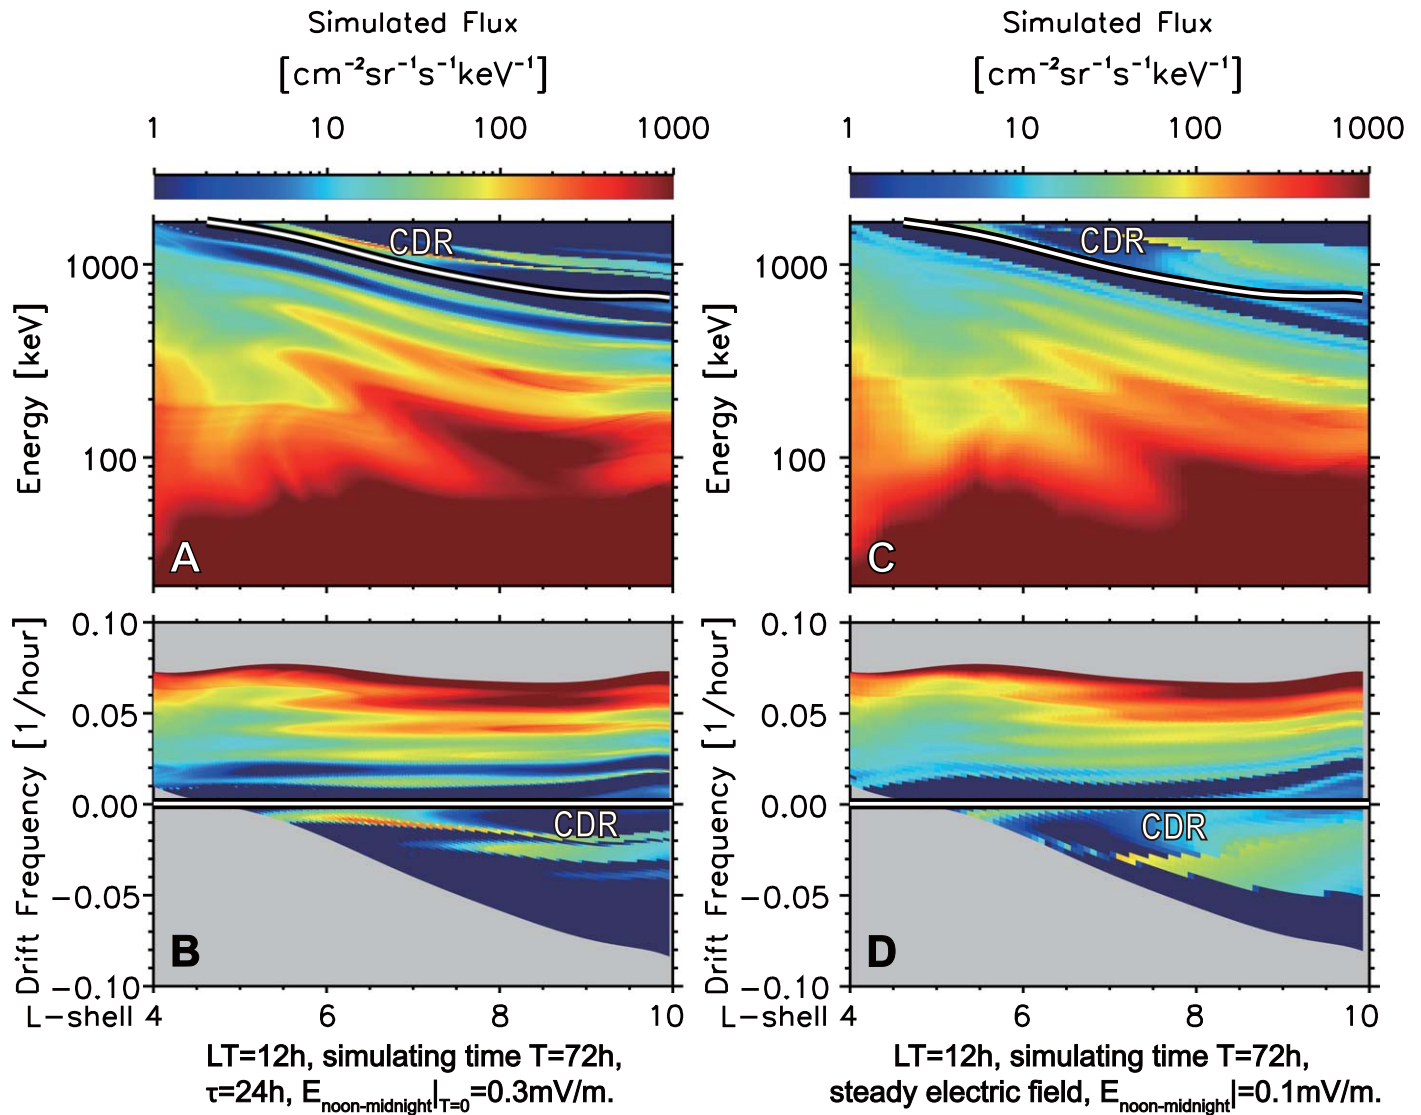 Simulated Flux
[cm⁻²sr⁻¹s⁻¹keV⁻¹]
1 10 100 1000
Simulated Flux
[cm⁻²sr⁻¹s⁻¹keV⁻¹]
1 10 100 1000
Energy [keV]
1000
100
CDR
A
Energy [keV]
1000
100
CDR
C
Drift Frequency [1/hour]
0.10
0.05
0.00
−0.05
−0.10
CDR
B
L−shell 4 6 8 10
Drift Frequency [1/hour]
0.10
0.05
0.00
−0.05
−0.10
CDR
D
L−shell 4 6 8 10
LT=12h, simulating time T=72h,
τ=24h, E_noon-midnight|_T=0=0.3mV/m.
LT=12h, simulating time T=72h,
steady electric field, E_noon-midnight|=0.1mV/m.